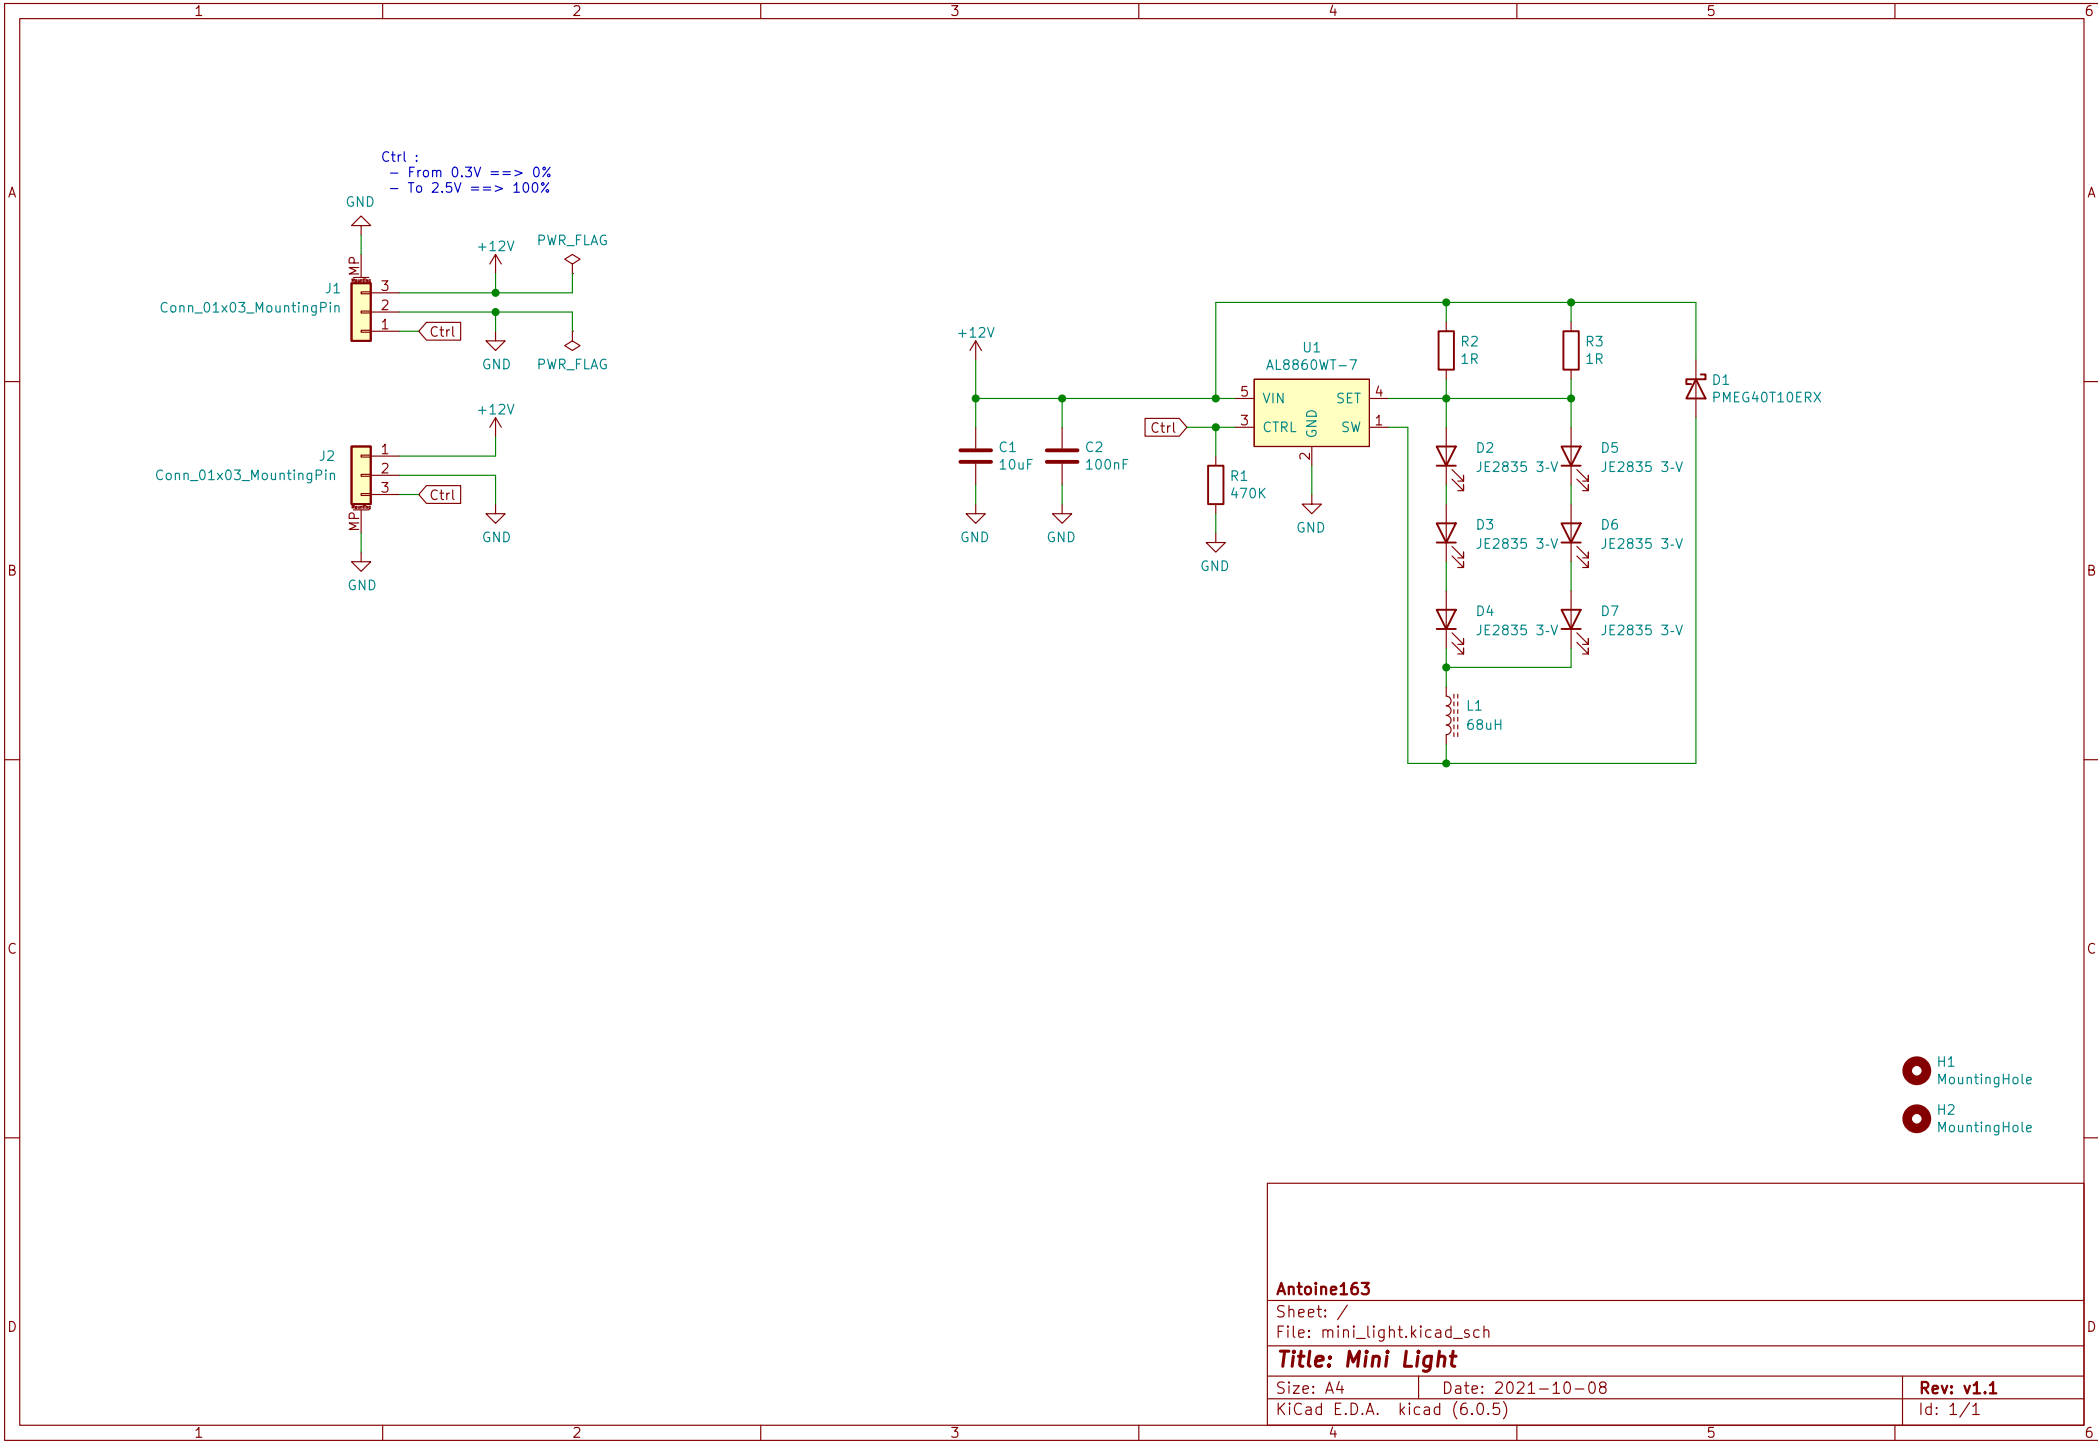 1 2 3 4 5 6
A
B
C
D
A
B
C
D
1 2 3 4 5 6
Ctrl :
- From 0.3V ==> 0%
- To 2.5V ==> 100%
GND
MP
+12V
PWR_FLAG
J1
Conn_01x03_MountingPin
3
2
1
Ctrl
GND
PWR_FLAG
+12V
J2
Conn_01x03_MountingPin
1
2
3
Ctrl
MP
GND
GND
+12V
C1
10uF
GND
C2
100nF
GND
Ctrl
R1
470K
GND
U1
AL8860WT-7
5 VIN
3 CTRL
GND
2
SET 4
SW 1
GND
R2
1R
R3
1R
D1
PMEG40T10ERX
D2
JE2835 3-V
D5
JE2835 3-V
D3
JE2835 3-V
D6
JE2835 3-V
D4
JE2835 3-V
D7
JE2835 3-V
L1
68uH
H1
MountingHole
H2
MountingHole
Antoine163
Sheet: /
File: mini_light.kicad_sch
Title: Mini Light
Size: A4 Date: 2021-10-08 Rev: v1.1
KiCad E.D.A. kicad (6.0.5) Id: 1/1